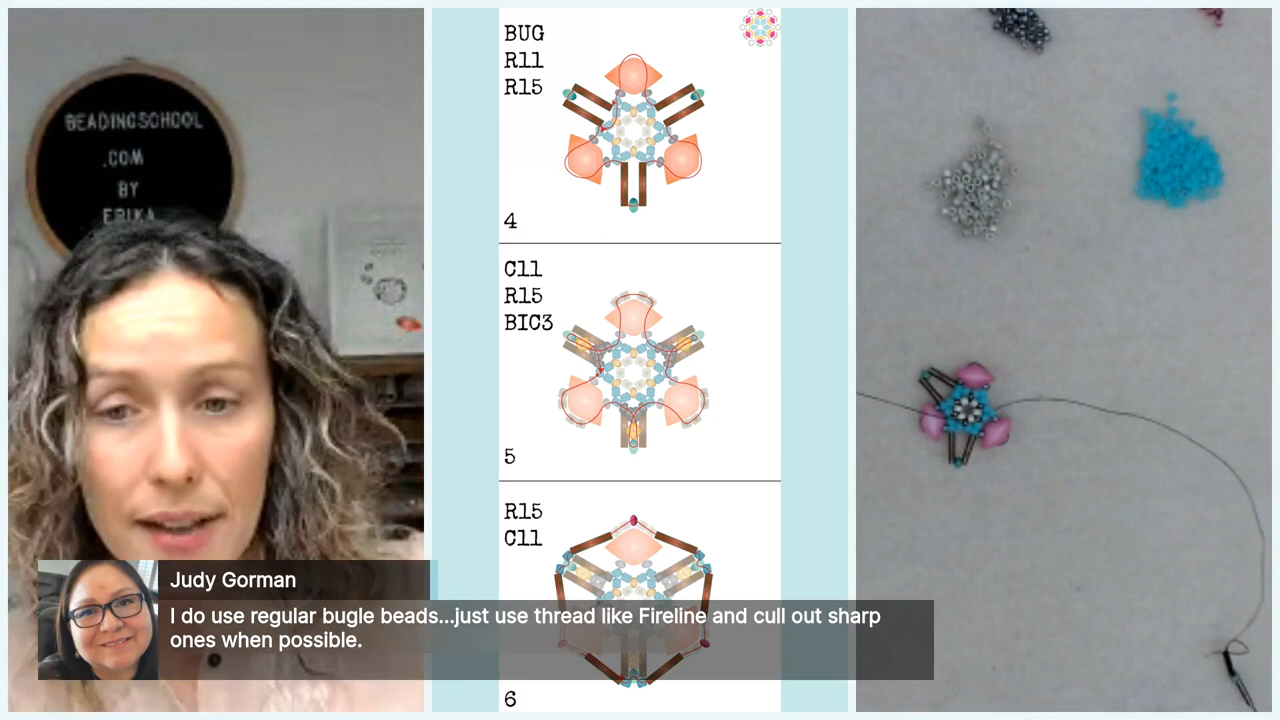 BEADINGSCHOOL
.COM
BY
ERIKA
BUG
R11
R15
4
C11
R15
BIC3
5
R15
C11
6
Judy Gorman
I do use regular bugle beads...just use thread like Fireline and cull out sharp
ones when possible.